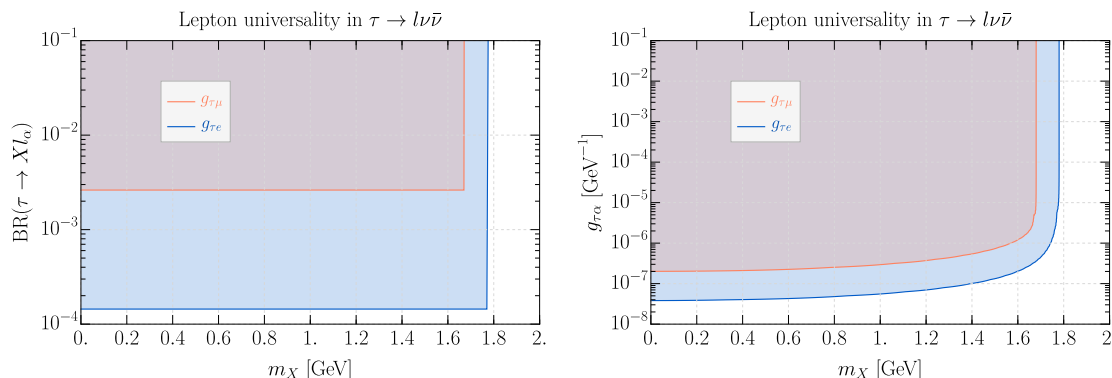 Lepton universality in τ → lνν̄
BR(τ → Xl_α)
10⁻¹
10⁻²
10⁻³
10⁻⁴
g_τμ
g_τe
0. 0.2 0.4 0.6 0.8 1. 1.2 1.4 1.6 1.8 2.
m_X [GeV]
Lepton universality in τ → lνν̄
g_τα [GeV⁻¹]
10⁻¹
10⁻²
10⁻³
10⁻⁴
10⁻⁵
10⁻⁶
10⁻⁷
10⁻⁸
g_τμ
g_τe
0. 0.2 0.4 0.6 0.8 1. 1.2 1.4 1.6 1.8 2
m_X [GeV]